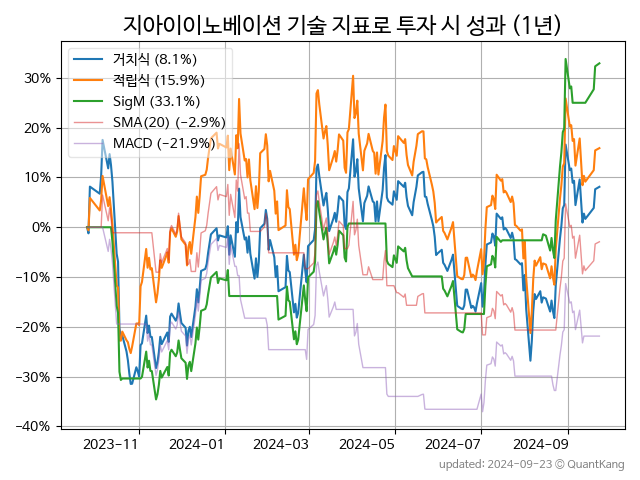 지아이이노베이션 기술 지표로 투자 시 성과 (1년)
거치식 (8.1%)
적립식 (15.9%)
SigM (33.1%)
SMA(20) (−2.9%)
MACD (−21.9%)
30%
20%
10%
0%
−10%
−20%
−30%
−40%
2023−11 2024−01 2024−03 2024−05 2024−07 2024−09
updated: 2024−09−23 ⓒ QuantKang